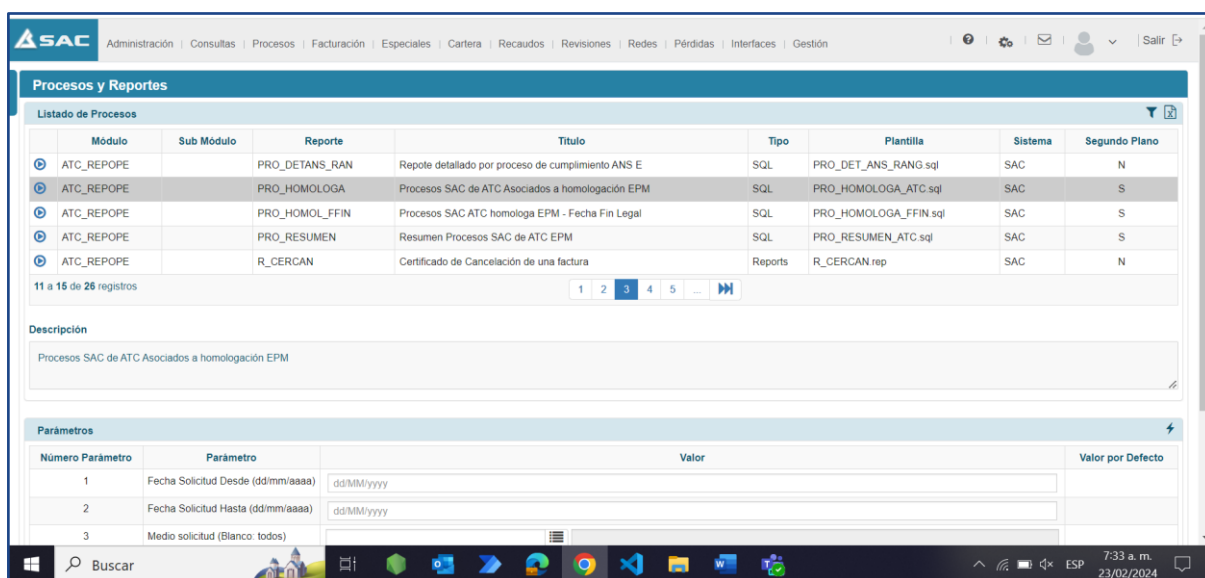 SAC Administración | Consultas | Procesos | Facturación | Especiales | Cartera | Recaudos | Revisiones | Redes | Pérdidas | Interfaces | Gestión Salir
Procesos y Reportes
Listado de Procesos
Módulo Sub Módulo Reporte Título Tipo Plantilla Sistema Segundo Plano
ATC_REPOPE PRO_DETANS_RAN Repote detallado por proceso de cumplimiento ANS E SQL PRO_DET_ANS_RANG.sql SAC N
ATC_REPOPE PRO_HOMOLOGA Procesos SAC de ATC Asociados a homologación EPM SQL PRO_HOMOLOGA_ATC.sql SAC S
ATC_REPOPE PRO_HOMOL_FFIN Procesos SAC ATC homologa EPM - Fecha Fin Legal SQL PRO_HOMOLOGA_FFIN.sql SAC S
ATC_REPOPE PRO_RESUMEN Resumen Procesos SAC de ATC EPM SQL PRO_RESUMEN_ATC.sql SAC S
ATC_REPOPE R_CERCAN Certificado de Cancelación de una factura Reports R_CERCAN.rep SAC N
11 a 15 de 26 registros 1 2 3 4 5 ...
Descripción
Procesos SAC de ATC Asociados a homologación EPM
Parámetros
Número Parámetro Parámetro Valor Valor por Defecto
1 Fecha Solicitud Desde (dd/mm/aaaa) dd/MM/yyyy
2 Fecha Solicitud Hasta (dd/mm/aaaa) dd/MM/yyyy
3 Medio solicitud (Blanco: todos)
Buscar ESP 7:33 a. m.
23/02/2024